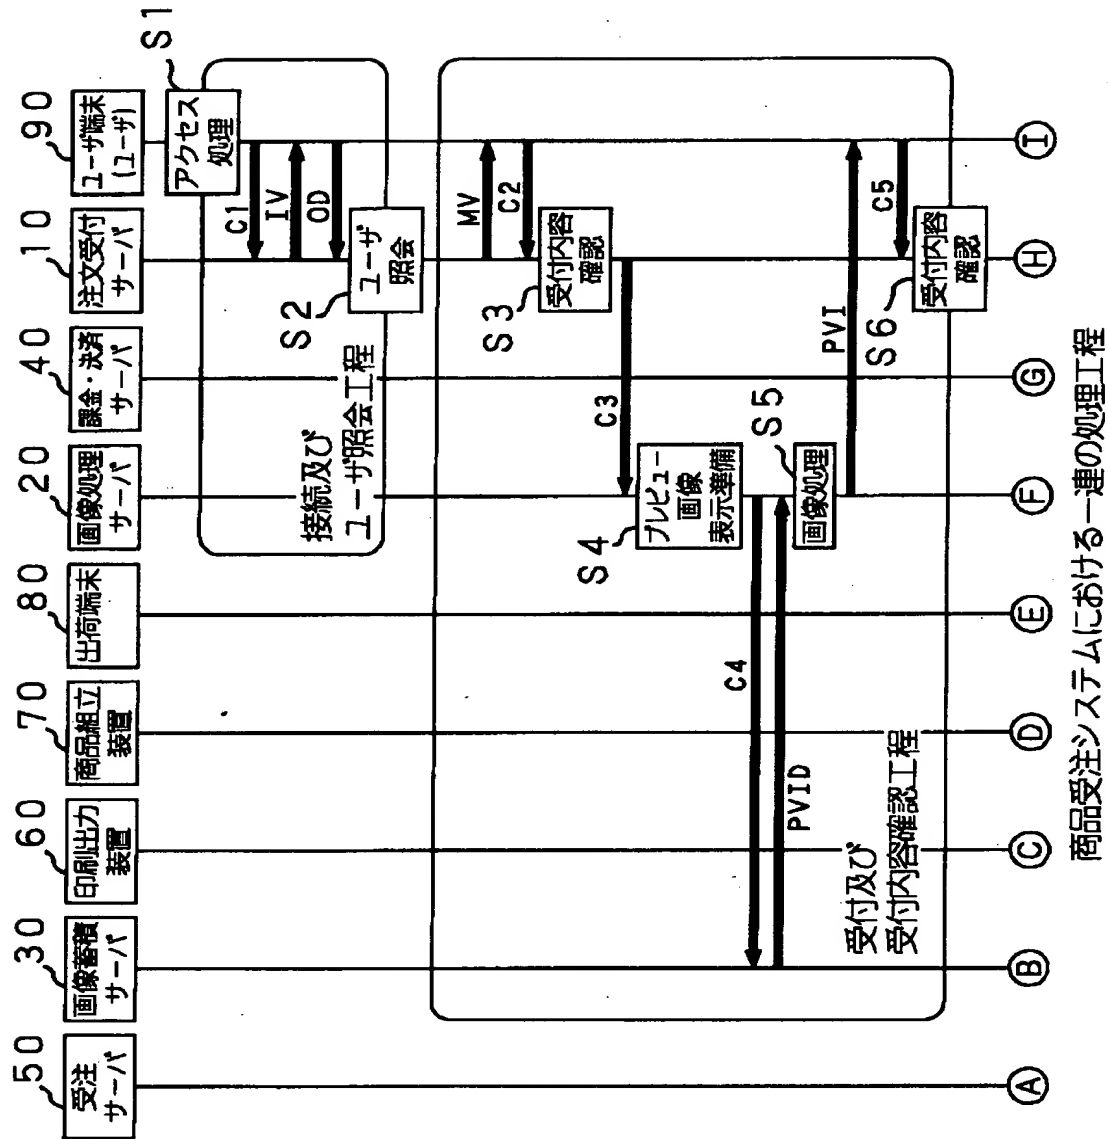 50
受注
サーバ
30
画像蓄積
サーバ
60
印刷出力
装置
70
商品組立
装置
80
出荷端末
20
画像処理
サーバ
40
課金・決済
サーバ
10
注文受付
サーバ
90
ユーザ端末
(ユーザ)
アクセス
処理
S1
C1
IV
OD
S2
ユーザ
照会
接続及び
ユーザ照会工程
MV
C2
S3
受付内容
確認
C3
S4
プレビュー
画像
表示準備
C4
PVID
S5
画像処理
PVI
C5
S6
受付内容
確認
受付及び
受付内容確認工程
A
B
C
D
E
F
G
H
I
商品受注システムにおける一連の処理工程